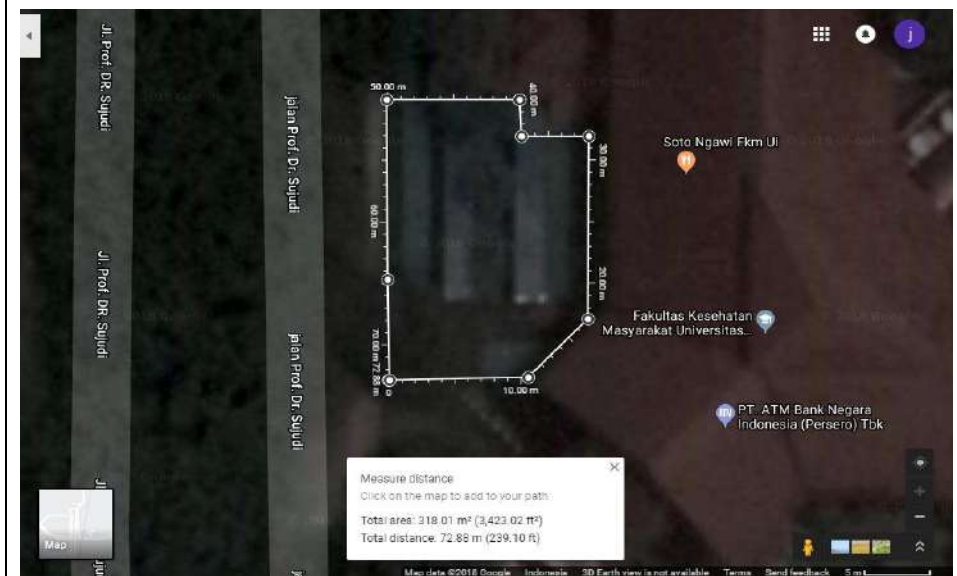 Jl. Prof. DR. Sujudi
jalan Prof. Dr. Sujudi
Jl. Prof. DR. Sujudi
jalan Prof. Dr. Sujudi
50.00 m
40.00 m
30.00 m
60.00 m
20.00 m
70.00 m
72.88 m
0
10.00 m
j
Soto Ngawi Fkm Ui
Fakultas Kesehatan
Masyarakat Universitas...
PT. ATM Bank Negara
Indonesia (Persero) Tbk
Measure distance
Click on the map to add to your path
Total area: 318.01 m² (3,423.02 ft²)
Total distance: 72.88 m (239.10 ft)
Map
Map data ©2018 Google Indonesia 3D Earth view is not available Terms Send feedback 5 m